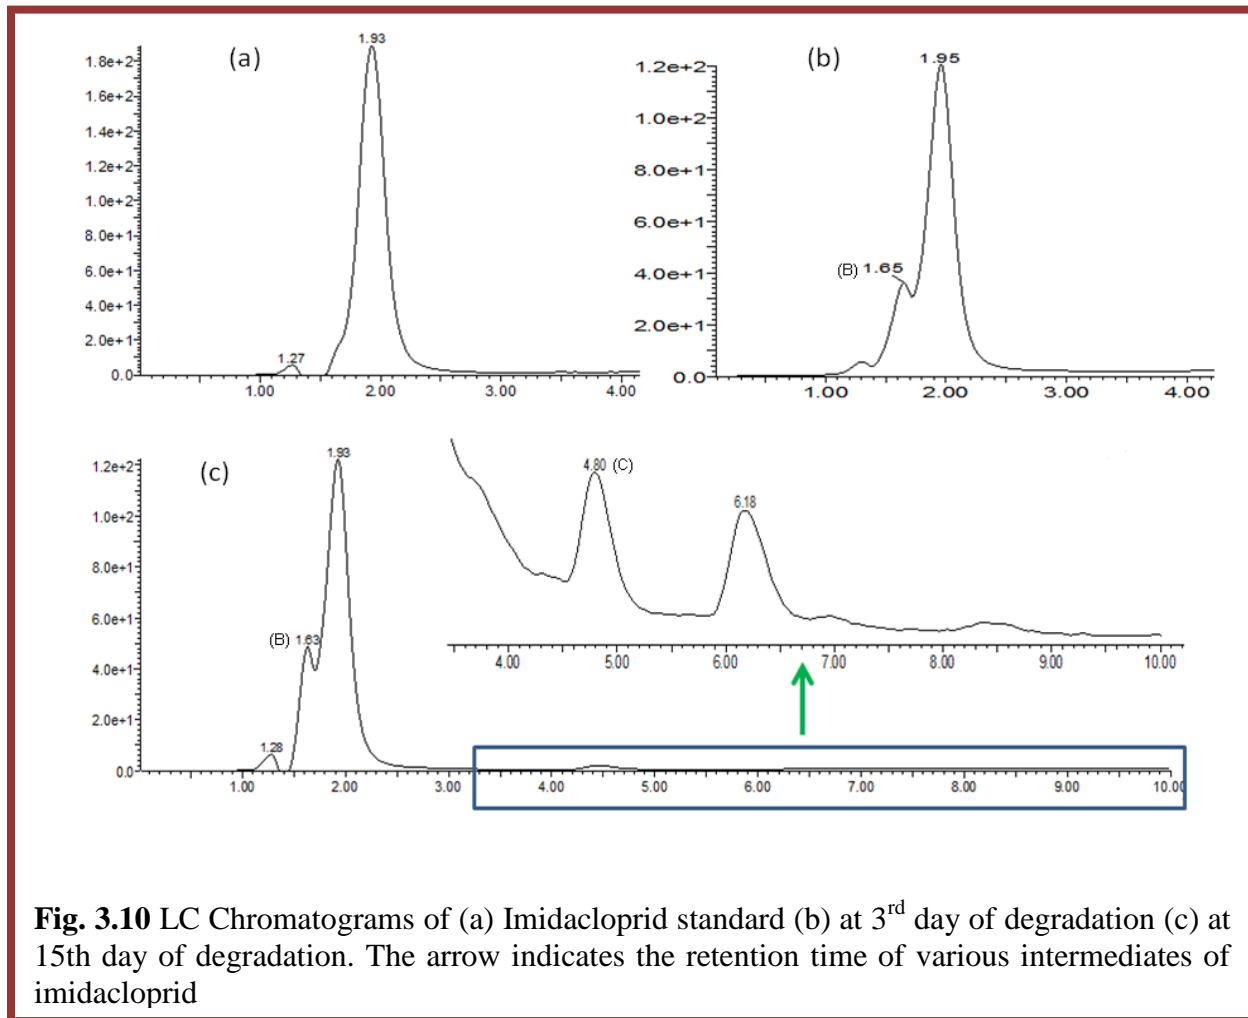 (a)
1.93
1.8e+2
1.6e+2
1.4e+2
1.2e+2
1.0e+2
8.0e+1
6.0e+1
4.0e+1
2.0e+1
0.0
1.27
1.00 2.00 3.00 4.00
(b)
1.95
1.2e+2
1.0e+2
8.0e+1
6.0e+1
4.0e+1
2.0e+1
0.0
(B) 1.65
1.00 2.00 3.00 4.00
(c)
1.93
1.2e+2
1.0e+2
8.0e+1
6.0e+1
4.0e+1
2.0e+1
0.0
(B) 1.63
1.28
4.80 (C)
6.18
4.00 5.00 6.00 7.00 8.00 9.00 10.00
1.00 2.00 3.00 4.00 5.00 6.00 7.00 8.00 9.00 10.00
Fig. 3.10 LC Chromatograms of (a) Imidacloprid standard (b) at 3rd day of degradation (c) at
15th day of degradation. The arrow indicates the retention time of various intermediates of
imidacloprid